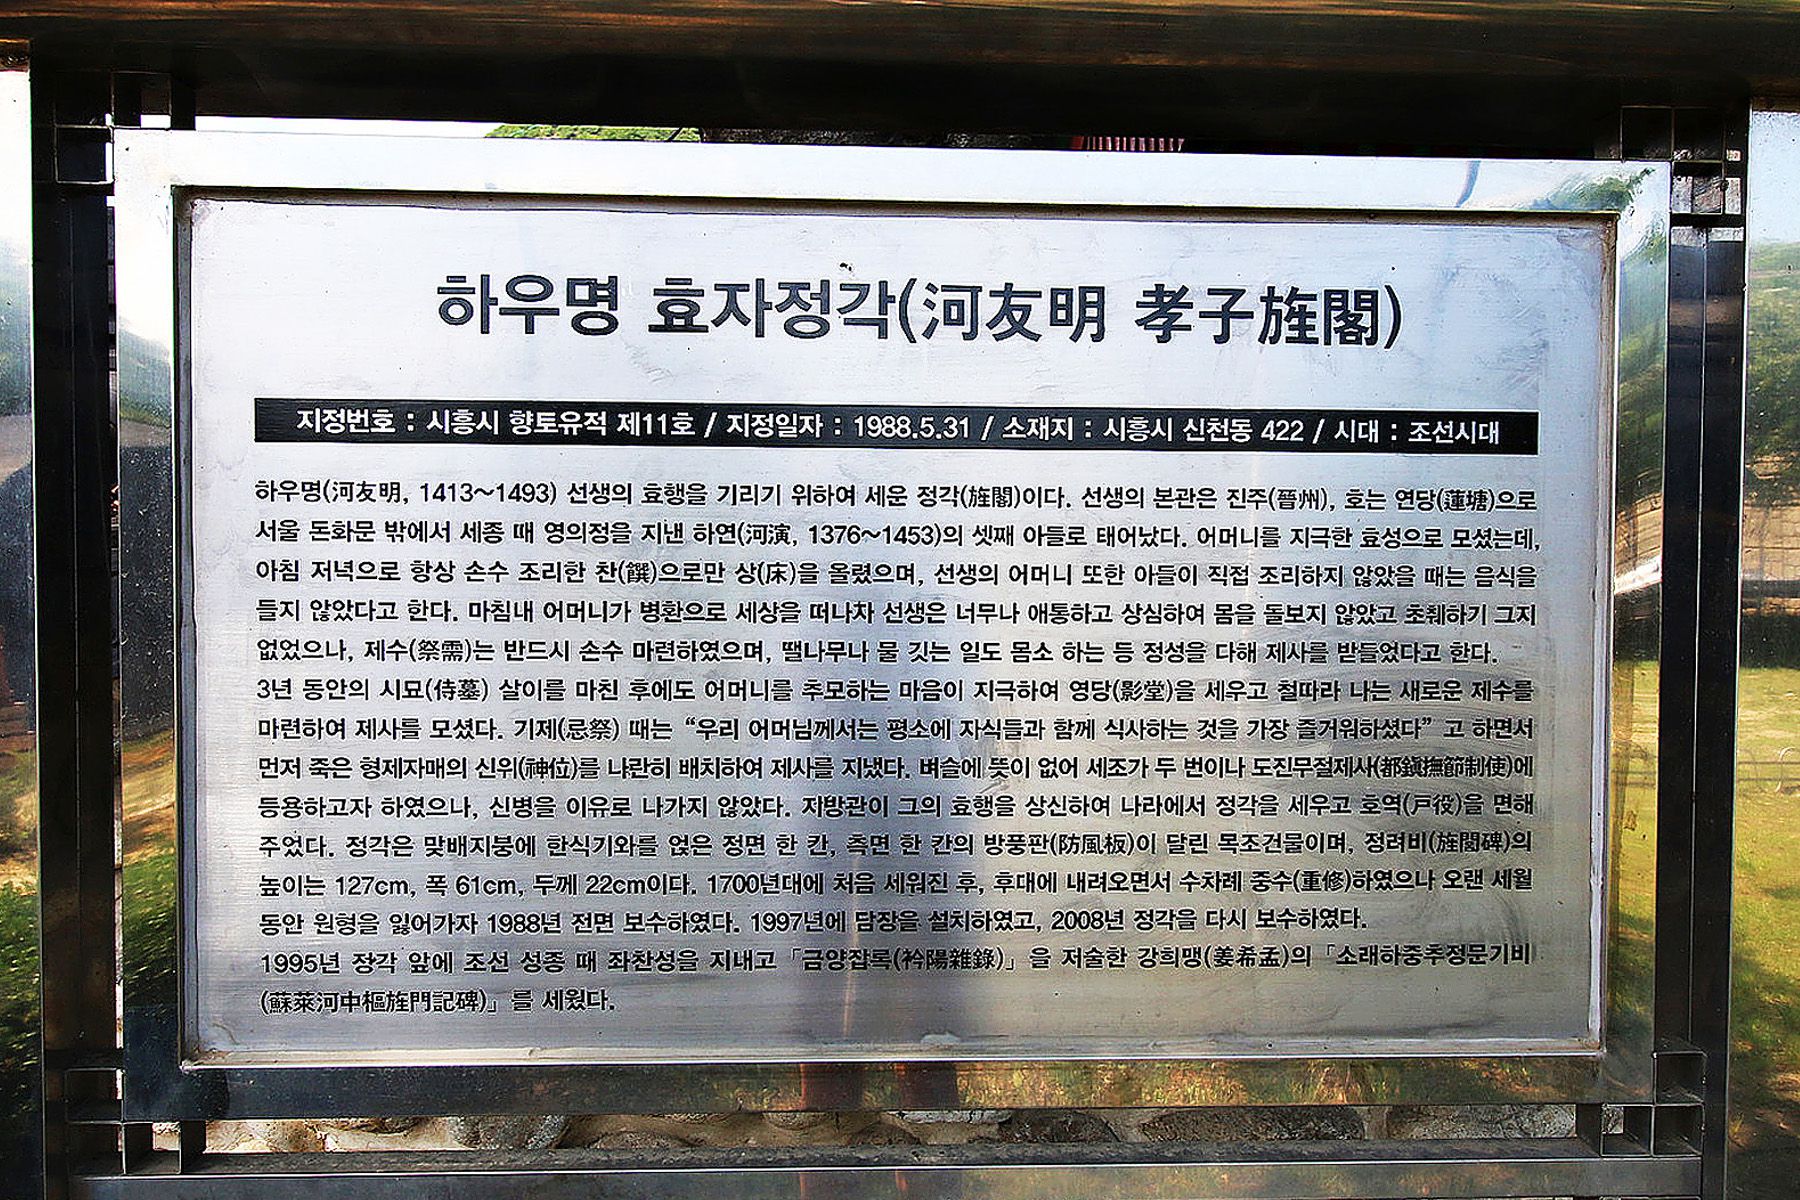 하우명 효자정각(河友明 孝子旌閣)
지정번호 : 시흥시 향토유적 제11호 / 지정일자 : 1988.5.31 / 소재지 : 시흥시 신천동 422 / 시대 : 조선시대
하우명(河友明, 1413~1493) 선생의 효행을 기리기 위하여 세운 정각(旌閣)이다. 선생의 본관은 진주(晉州), 호는 연당(蓮塘)으로
서울 돈화문 밖에서 세종 때 영의정을 지낸 하연(河演, 1376~1453)의 셋째 아들로 태어났다. 어머니를 지극한 효성으로 모셨는데,
아침 저녁으로 항상 손수 조리한 찬(饌)으로만 상(床)을 올렸으며, 선생의 어머니 또한 아들이 직접 조리하지 않았을 때는 음식을
들지 않았다고 한다. 마침내 어머니가 병환으로 세상을 떠나자 선생은 너무나 애통하고 상심하여 몸을 돌보지 않았고 초췌하기 그지
없었으나, 제수(祭需)는 반드시 손수 마련하였으며, 땔나무나 물 깃는 일도 몸소 하는 등 정성을 다해 제사를 받들었다고 한다.
3년 동안의 시묘(侍墓) 살이를 마친 후에도 어머니를 추모하는 마음이 지극하여 영당(影堂)을 세우고 철따라 나는 새로운 제수를
마련하여 제사를 모셨다. 기제(忌祭) 때는 “우리 어머님께서는 평소에 자식들과 함께 식사하는 것을 가장 즐거워하셨다” 고 하면서
먼저 죽은 형제자매의 신위(神位)를 나란히 배치하여 제사를 지냈다. 벼슬에 뜻이 없어 세조가 두 번이나 도진무절제사(都鎭撫節制使)에
등용하고자 하였으나, 신병을 이유로 나가지 않았다. 지방관이 그의 효행을 상신하여 나라에서 정각을 세우고 호역(戶役)을 면해
주었다. 정각은 맞배지붕에 한식기와를 얹은 정면 한 칸, 측면 한 칸의 방풍판(防風板)이 달린 목조건물이며, 정려비(旌閭碑)의
높이는 127cm, 폭 61cm, 두께 22cm이다. 1700년대에 처음 세워진 후, 후대에 내려오면서 수차례 중수(重修)하였으나 오랜 세월
동안 원형을 잃어가자 1988년 전면 보수하였다. 1997년에 담장을 설치하였고, 2008년 정각을 다시 보수하였다.
1995년 정각 앞에 조선 성종 때 좌찬성을 지내고 「금양잡록(衿陽雜錄)」을 저술한 강희맹(姜希孟)의 「소래하중추정문기비
(蘇萊河中樞旌門記碑)」를 세웠다.